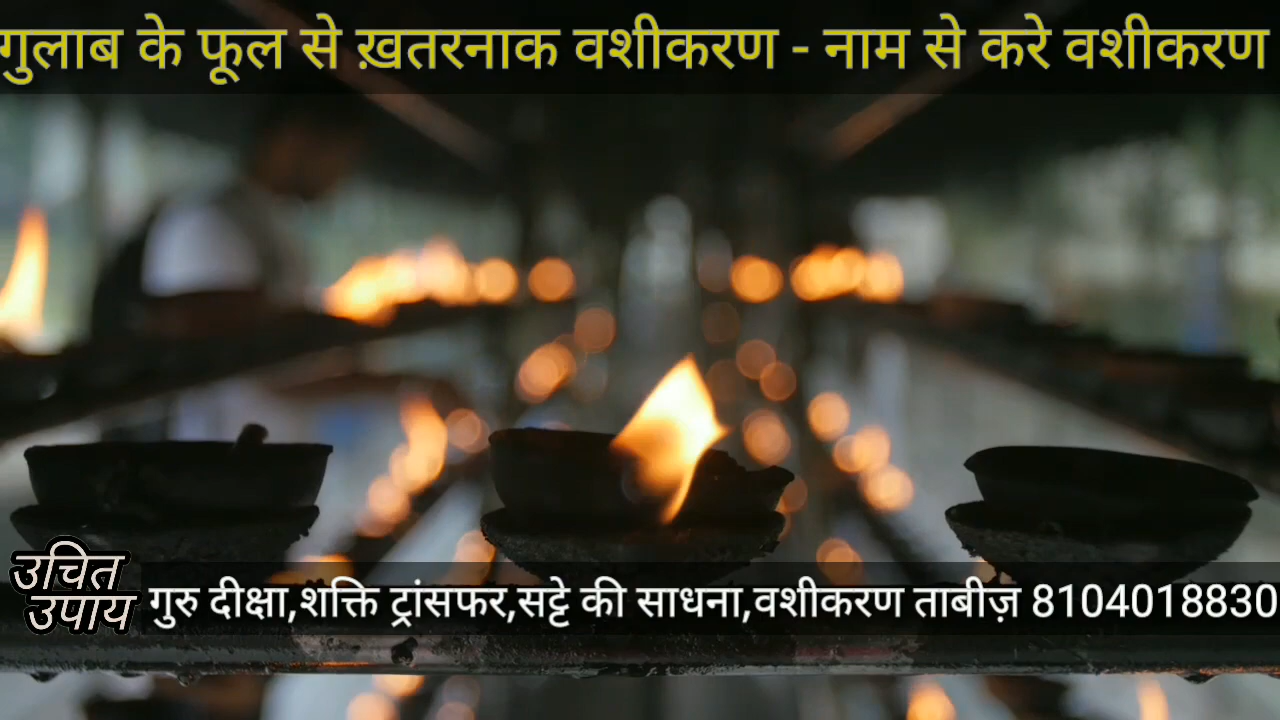 गुलाब के फूल से ख़तरनाक वशीकरण - नाम से करे वशीकरण
उचित
उपाय
गुरु दीक्षा,शक्ति ट्रांसफर,सट्टे की साधना,वशीकरण ताबीज़ 8104018830